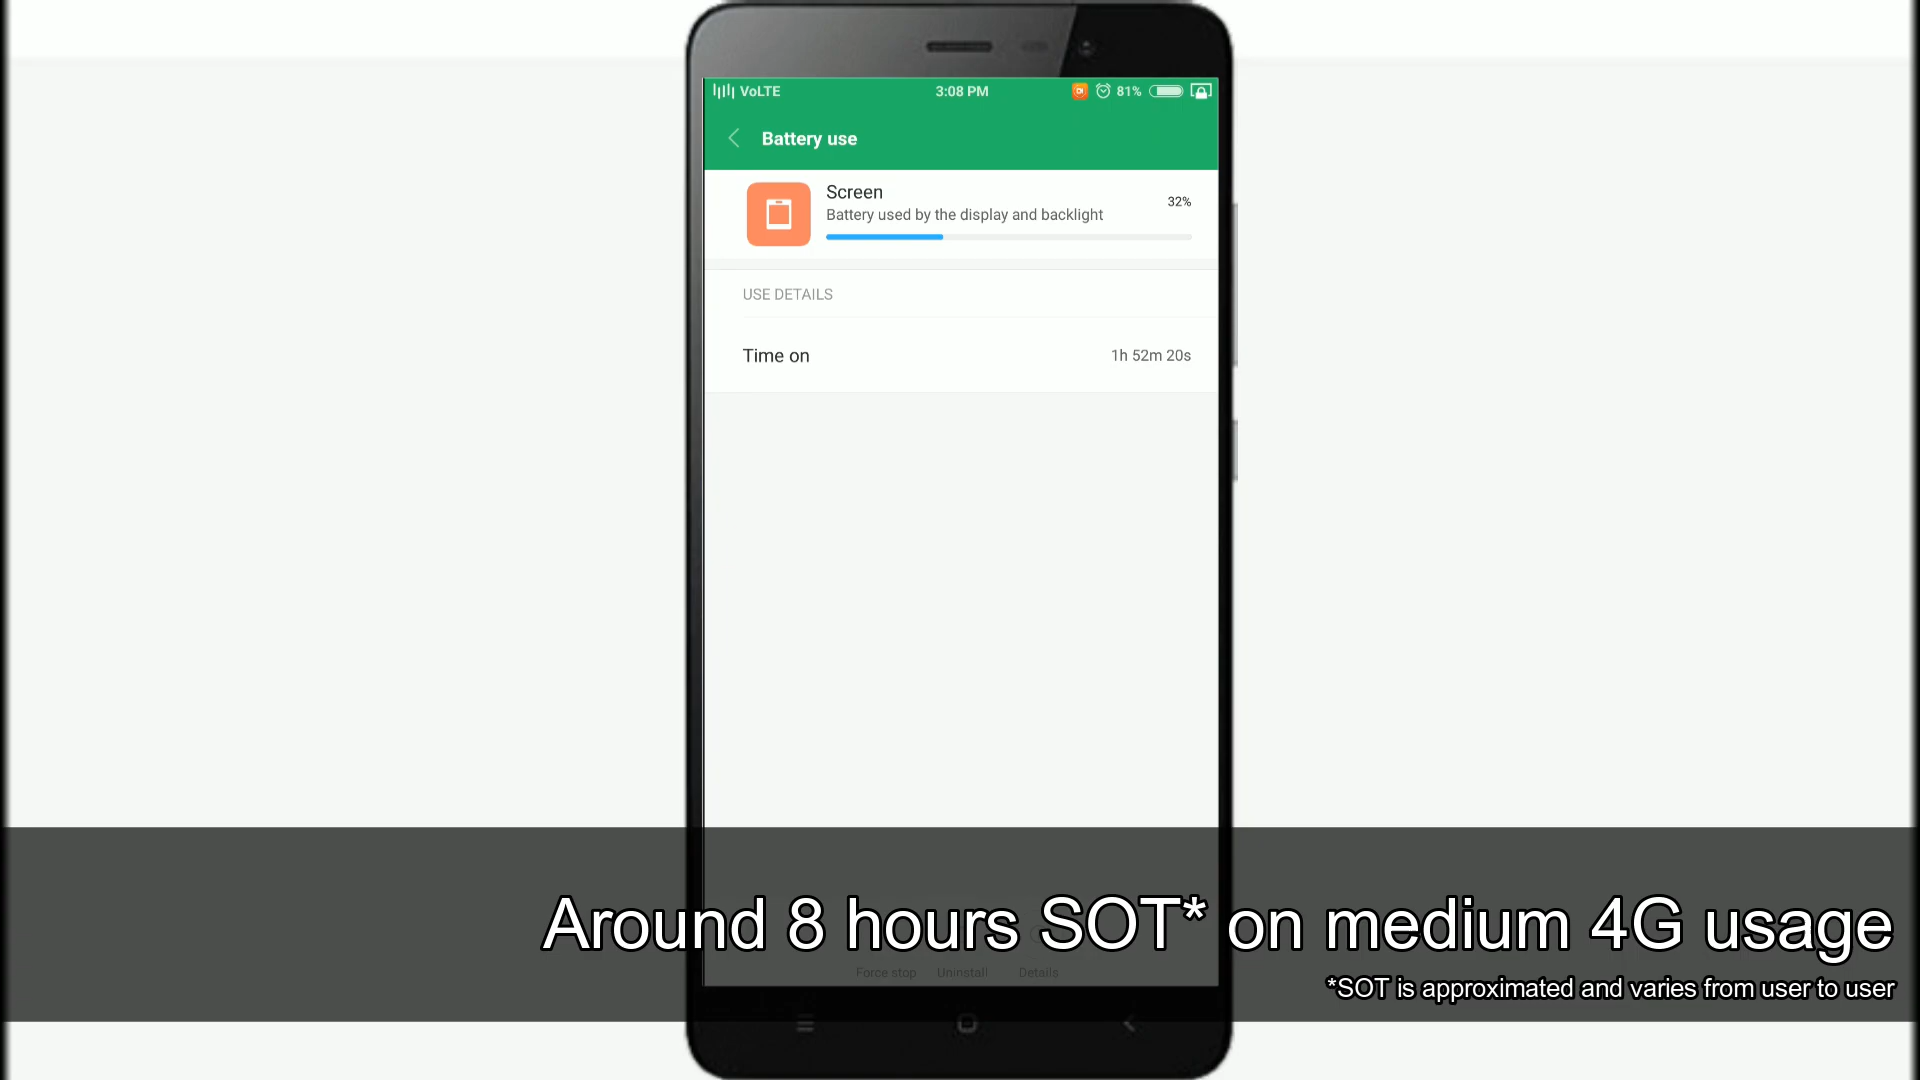 VoLTE 3:08 PM 81%
Battery use
Screen
32%
Battery used by the display and backlight
USE DETAILS
Time on 1h 52m 20s
Around 8 hours SOT* on medium 4G usage
Force stop Uninstall Details
*SOT is approximated and varies from user to user